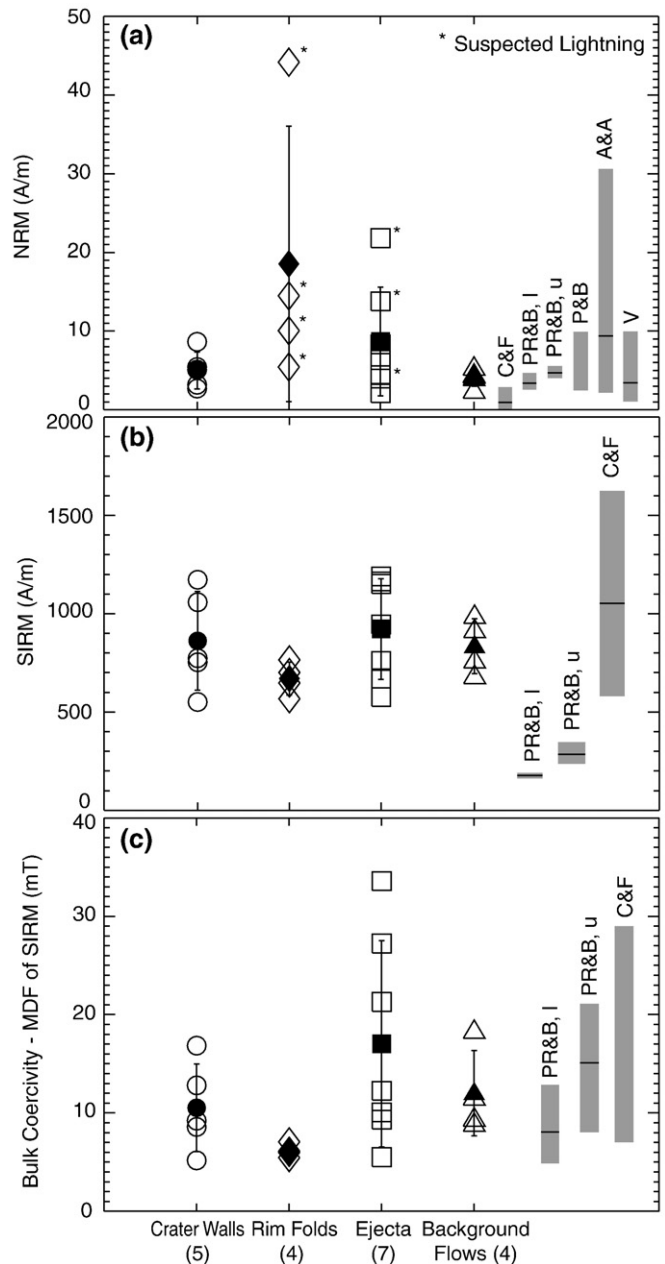 (a)
* Suspected Lightning
50
40
30
20
10
0
NRM (A/m)
*
*
*
*
*
*
*
C&F
PR&B, l
PR&B, u
P&B
A&A
V
(b)
2000
1500
1000
500
0
SIRM (A/m)
PR&B, l
PR&B, u
C&F
(c)
40
30
20
10
0
Bulk Coercivity - MDF of SIRM (mT)
PR&B, l
PR&B, u
C&F
Crater Walls
(5)
Rim Folds
(4)
Ejecta
(7)
Background
Flows (4)